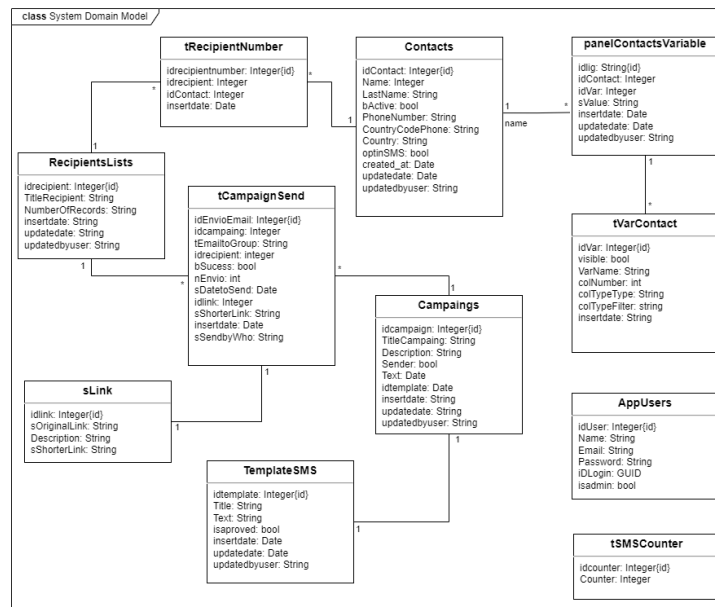 class System Domain Model
tRecipientNumber
idrecipientnumber: Integer{id}
idrecipient: Integer
idContact: Integer
insertdate: Date
Contacts
idContact: Integer{id}
Name: Integer
LastName: String
bActive: bool
PhoneNumber: String
CountryCodePhone: String
Country: String
optinSMS: bool
created_at: Date
updatedate: Date
updatedbyuser: String
panelContactsVariable
idlig: String{id}
idContact: Integer
idVar: Integer
sValue: String
insertdate: Date
updatedate: Date
updatedbyuser: String
*
*
1
1
name
*
1
1
*
RecipientsLists
idrecipient: Integer{id}
TitleRecipient: String
NumberOfRecords: String
insertdate: String
updatedate: String
updatedbyuser: String
1
*
tCampaignSend
idEnvioEmail: Integer{id}
idcampaing: Integer
tEmailtoGroup: String
idrecipient: integer
bSucess: bool
nEnvio: int
sDatetoSend: Date
idlink: Integer
sShorterLink: String
insertdate: Date
sSendbyWho: String
*
1
1
tVarContact
idVar: Integer{id}
visible: bool
VarName: String
colNumber: int
colTypeType: String
colTypeFilter: string
insertdate: String
Campaings
idcampaign: Integer{id}
TitleCampaing: String
Description: String
Sender: bool
Text: Date
idtemplate: Date
insertdate: String
updatedate: String
updatedbyuser: String
1
sLink
idlink: Integer{id}
sOriginalLink: String
Description: String
sShorterLink: String
1
AppUsers
idUser: Integer{id}
Name: String
Email: String
Password: String
iDLogin: GUID
isadmin: bool
TemplateSMS
idtemplate: Integer{id}
Title: String
Text: String
isaproved: bool
insertdate: Date
updatedate: Date
updatedbyuser: String
1
tSMSCounter
idcounter: Integer{id}
Counter: Integer